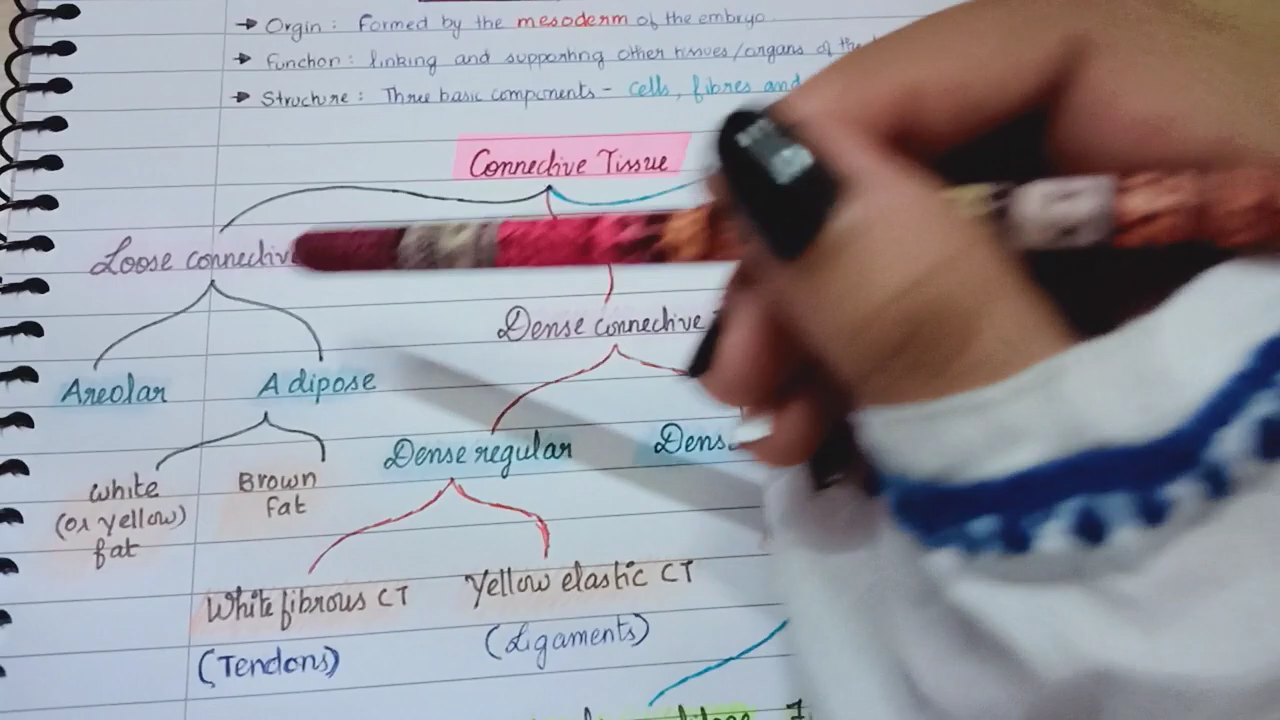 → Orgin : Formed by the mesoderm of the embryo
→ Function : linking and supporting other tissues/organs of the
→ Structure : Three basic components - cells, fibres and
Connective Tissue
Loose connective
Dense connective
Areolar
Adipose
Dense regular
Dens
White
(or yellow)
fat
Brown
fat
White fibrous CT
(Tendons)
Yellow elastic CT
(Ligaments)